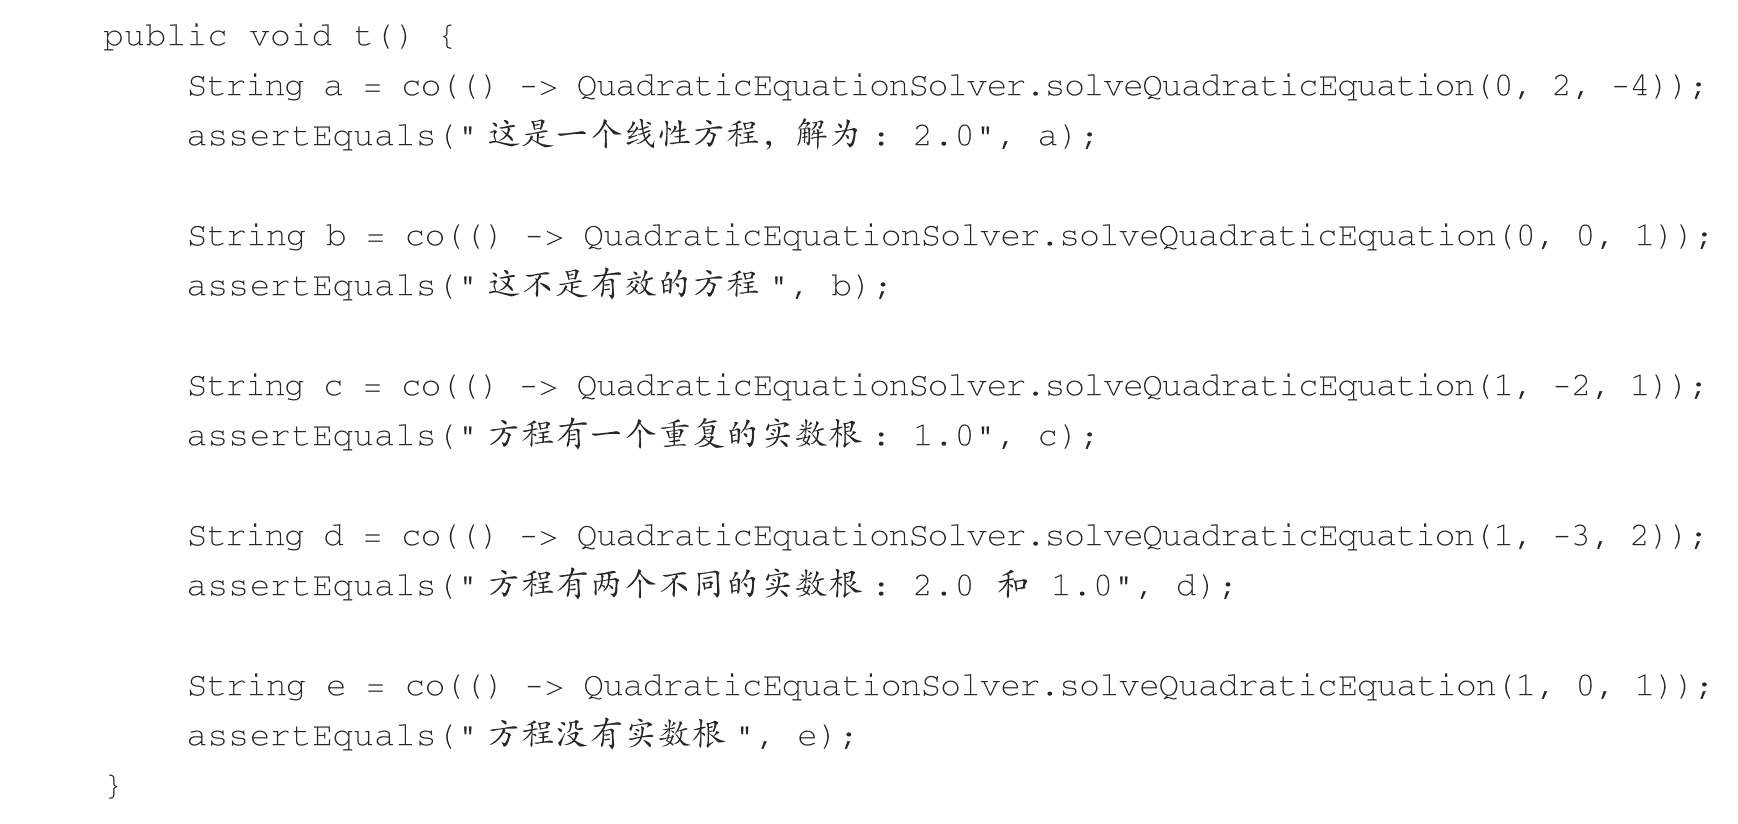 public void t() {
    String a = co(() -> QuadraticEquationSolver.solveQuadraticEquation(0, 2, -4));
    assertEquals("这是一个线性方程，解为: 2.0", a);
    String b = co(() -> QuadraticEquationSolver.solveQuadraticEquation(0, 0, 1));
    assertEquals("这不是有效的方程", b);
    String c = co(() -> QuadraticEquationSolver.solveQuadraticEquation(1, -2, 1));
    assertEquals("方程有一个重复的实数根: 1.0", c);
    String d = co(() -> QuadraticEquationSolver.solveQuadraticEquation(1, -3, 2));
    assertEquals("方程有两个不同的实数根: 2.0 和 1.0", d);
    String e = co(() -> QuadraticEquationSolver.solveQuadraticEquation(1, 0, 1));
    assertEquals("方程没有实数根", e);
}